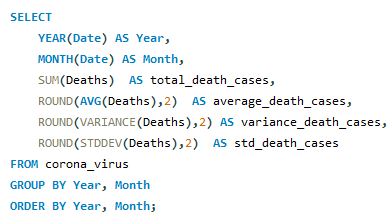 SELECT
YEAR(Date) AS Year,
MONTH(Date) AS Month,
SUM(Deaths)  AS total_death_cases,
ROUND(AVG(Deaths),2)  AS average_death_cases,
ROUND(VARIANCE(Deaths),2) AS variance_death_cases,
ROUND(STDDEV(Deaths),2)  AS std_death_cases
FROM corona_virus
GROUP BY Year, Month
ORDER BY Year, Month;